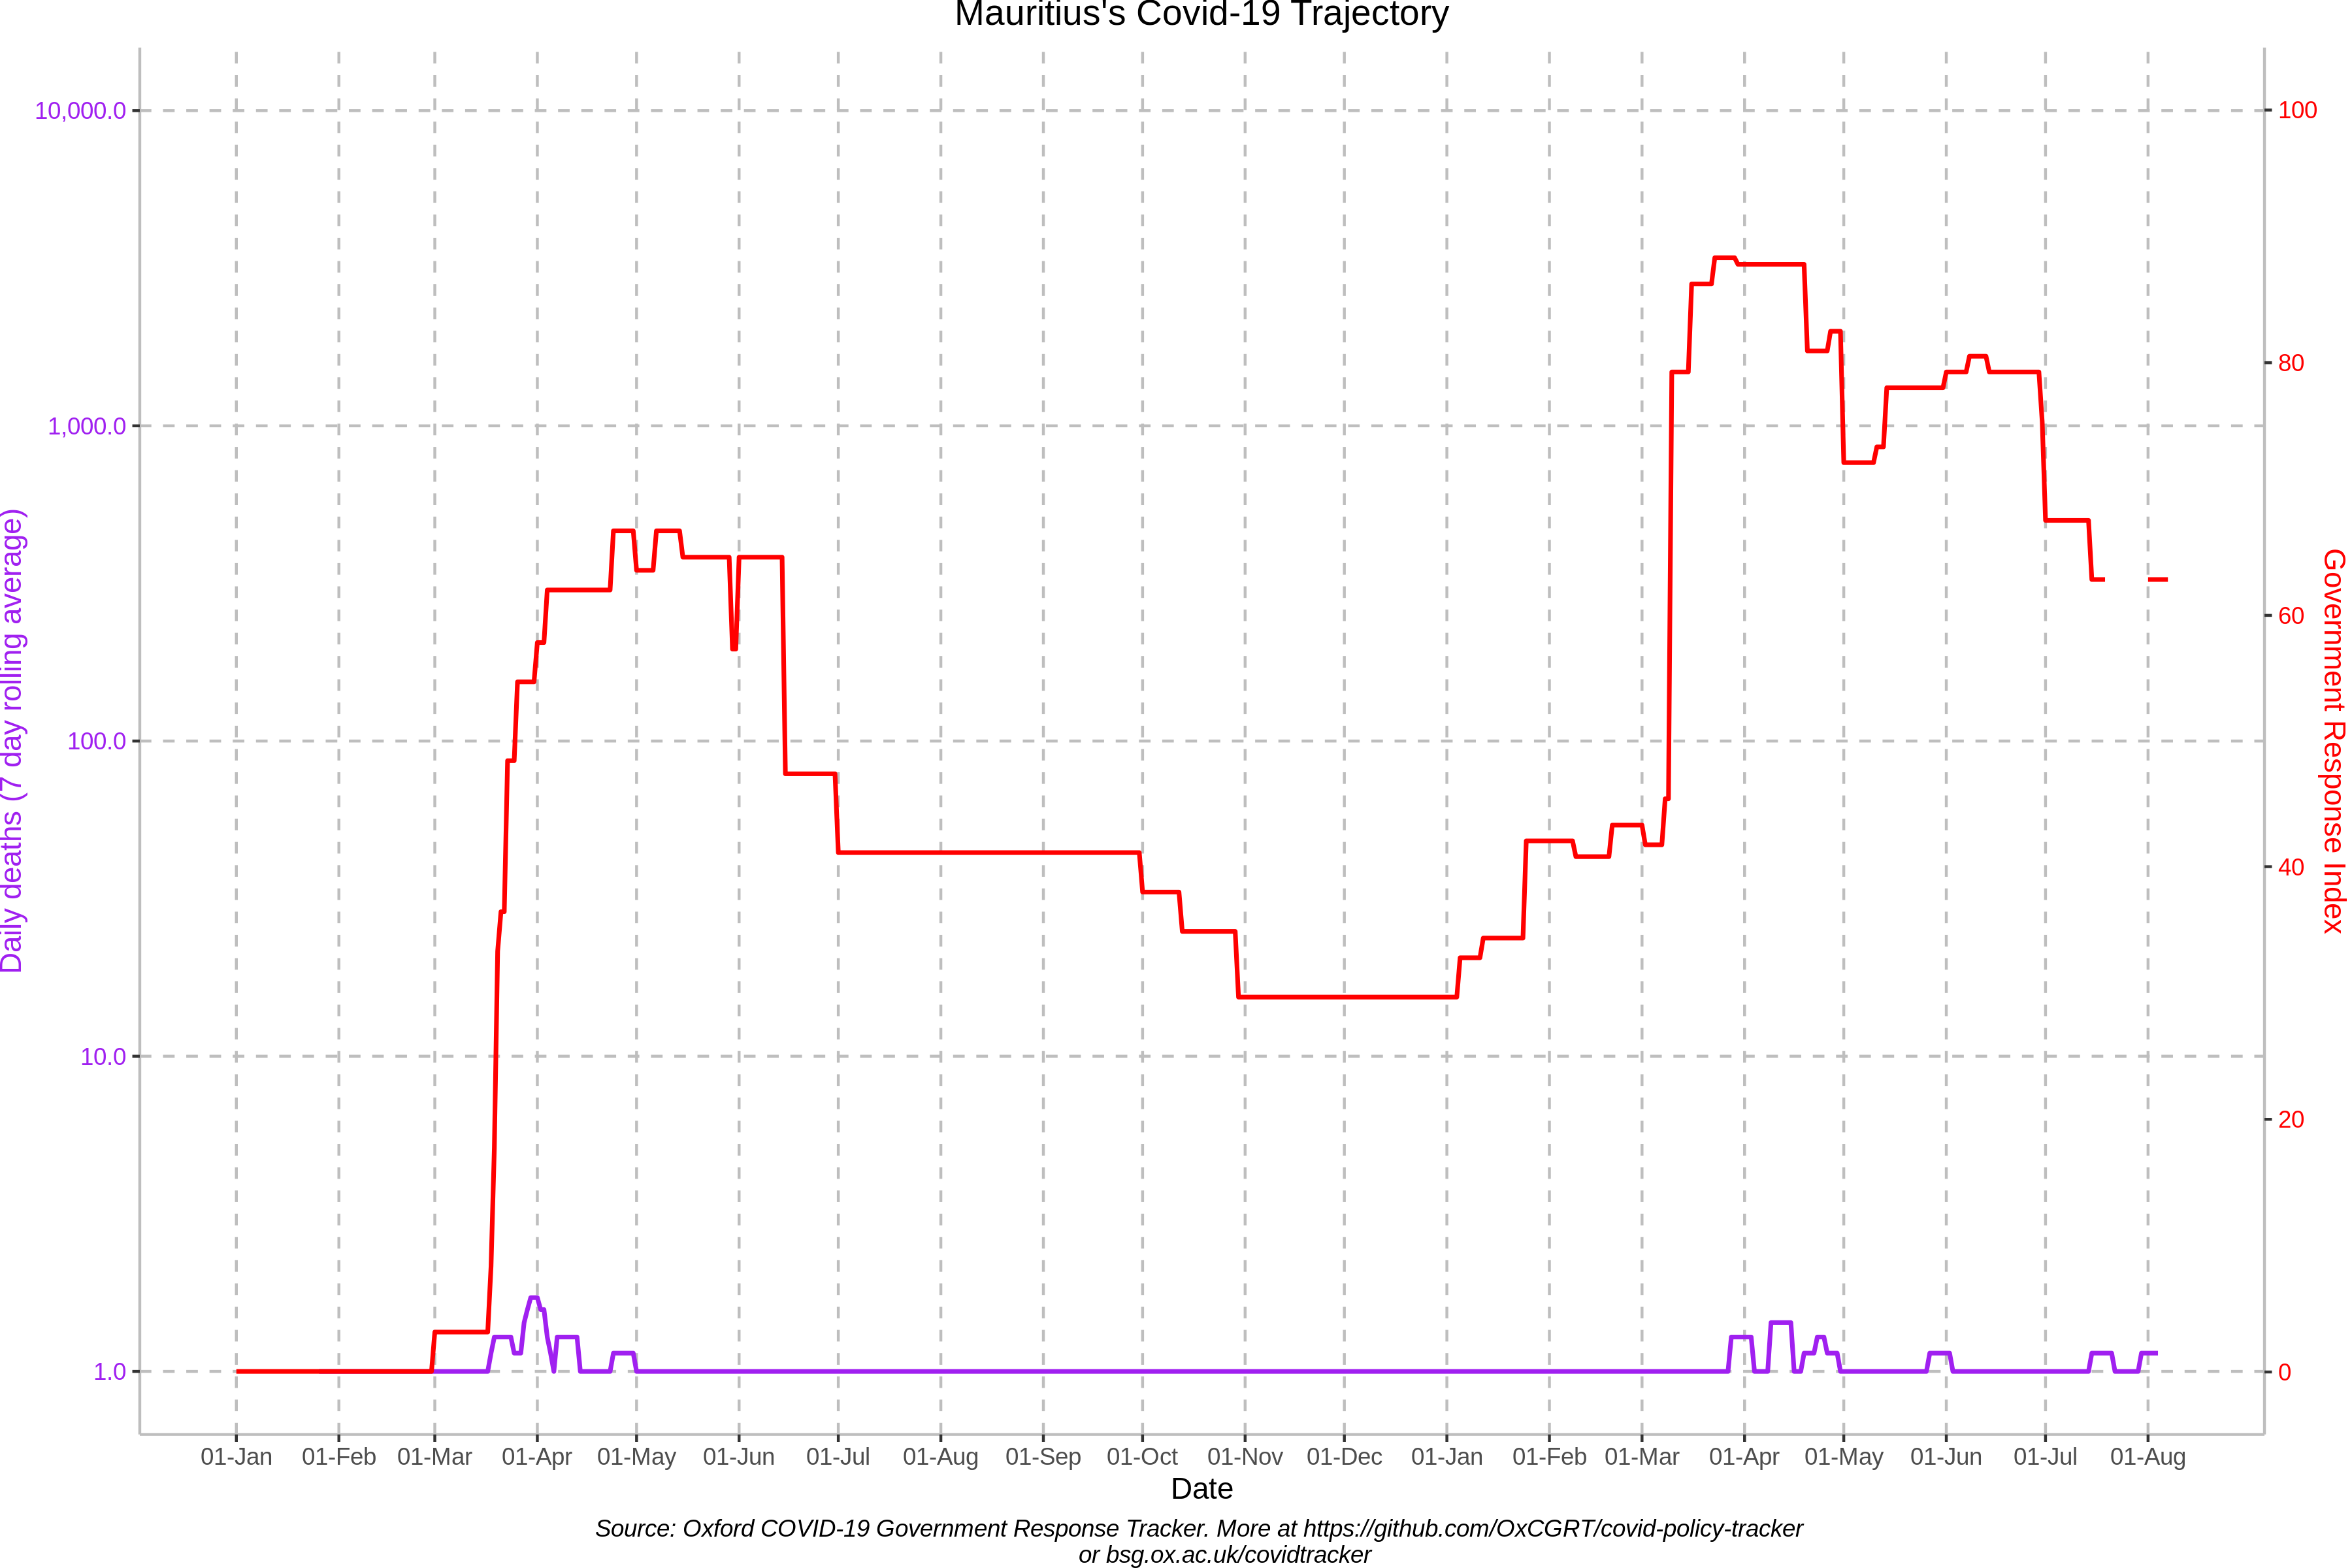 Mauritius's Covid-19 Trajectory
10,000.0
1,000.0
100.0
10.0
1.0
Daily deaths (7 day rolling average)
100
80
60
40
20
0
Government Response Index
01-Jan 01-Feb 01-Mar 01-Apr 01-May 01-Jun 01-Jul 01-Aug 01-Sep 01-Oct 01-Nov 01-Dec 01-Jan 01-Feb 01-Mar 01-Apr 01-May 01-Jun 01-Jul 01-Aug
Date
Source: Oxford COVID-19 Government Response Tracker. More at https://github.com/OxCGRT/covid-policy-tracker
or bsg.ox.ac.uk/covidtracker